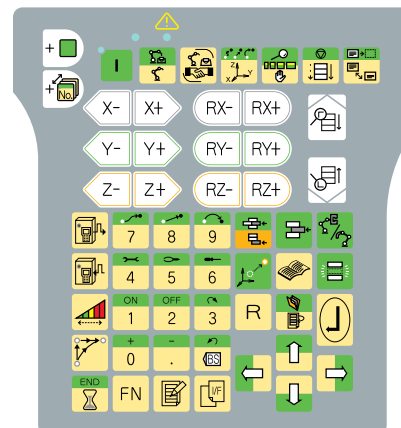 +
+ No.
I
Z
X Y
X- X+ RX- RX+
Y- Y+ RY- RY+
Z- Z+ RZ- RZ+
7 8 9
4 5 6
ON OFF
1 2 3 R
+ -
0 . BS
END
FN I/F